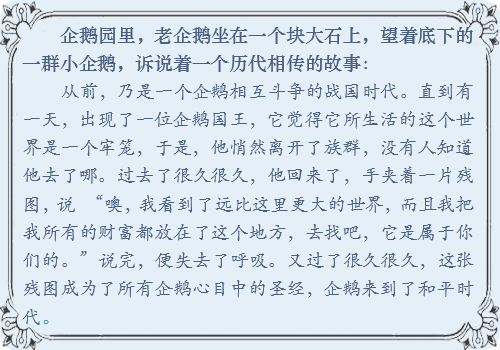 企鹅园里，老企鹅坐在一个块大石上，望着底下的
一群小企鹅，诉说着一个历代相传的故事：
从前，乃是一个企鹅相互斗争的战国时代。直到有
一天，出现了一位企鹅国王，它觉得它所生活的这个世
界是一个牢笼，于是，他悄然离开了族群，没有人知道
他去了哪。过去了很久很久，他回来了，手夹着一片残
图，说 “噢，我看到了远比这里更大的世界，而且我把
我所有的财富都放在了这个地方，去找吧，它是属于你
们的。”说完，便失去了呼吸。又过了很久很久，这张
残图成为了所有企鹅心目中的圣经，企鹅来到了和平时
代。